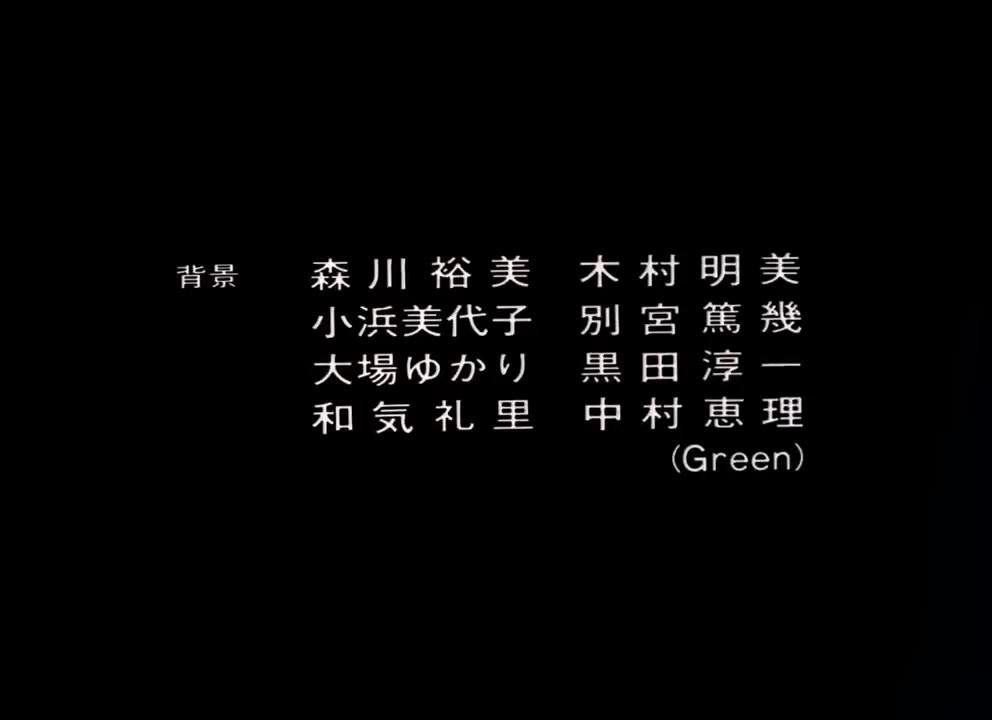 背景 森川裕美 木村明美
小浜美代子 別宮篤幾
大場ゆかり 黒田淳一
和気礼里 中村恵理
(Green)